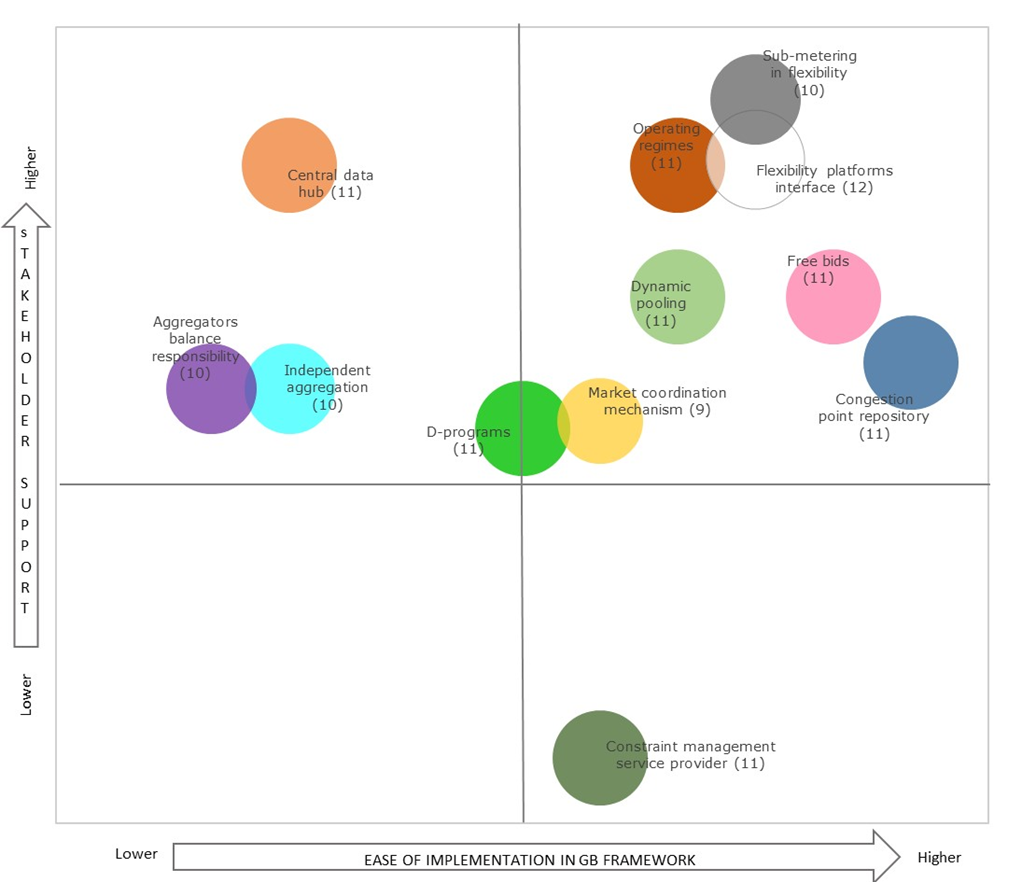 Sub-metering
in flexibility
(10)
Operating
regimes
(11)
Flexibility platforms
interface (12)
Central data
hub (11)
Free bids
(11)
Dynamic
pooling
(11)
Aggregators
balance
responsibility
(10)
Independent
aggregation
(10)
Market coordination
mechanism (9)
Congestion
point repository
(11)
D-programs
(11)
Constraint management
service provider (11)
Higher
sTAKEHOLDER SUPPORT
Lower
Lower
EASE OF IMPLEMENTATION IN GB FRAMEWORK
Higher